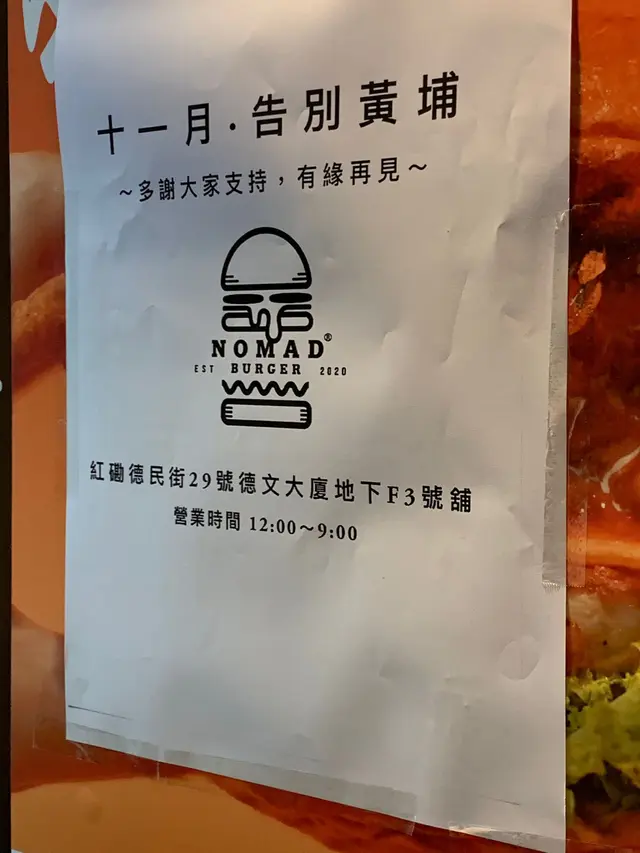 十一月．告別黃埔
～多謝大家支持，有緣再見～
NOMAD®
EST BURGER 2020
紅磡德民街29號德文大廈地下F3號舖
營業時間 12:00～9:00